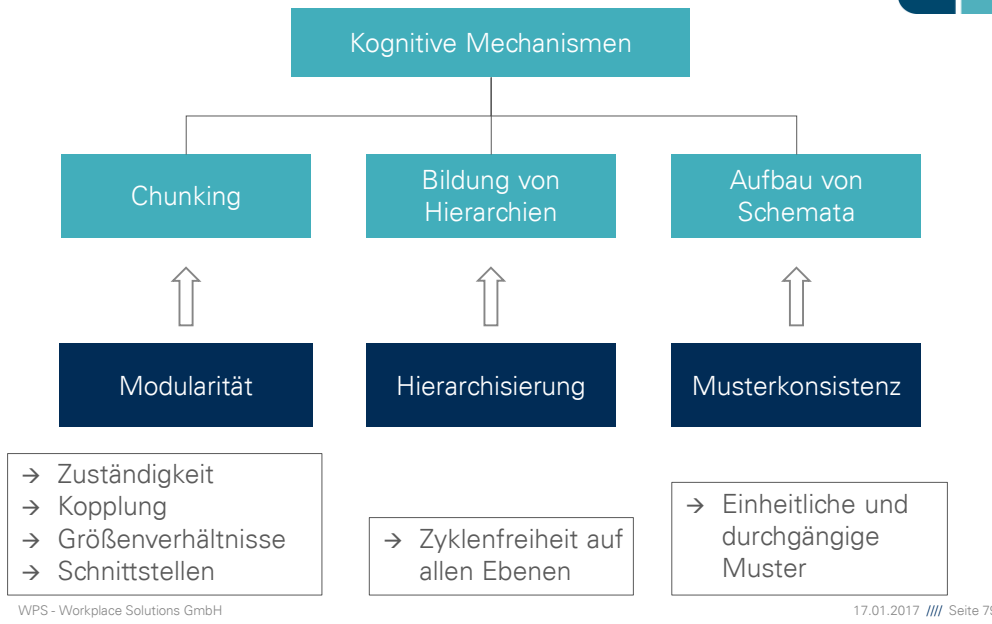 Kognitive Mechanismen
Chunking
Bildung von
Hierarchien
Aufbau von
Schemata
Modularität
Hierarchisierung
Musterkonsistenz
→ Zuständigkeit
→ Kopplung
→ Größenverhältnisse
→ Schnittstellen
→ Zyklenfreiheit auf
allen Ebenen
→ Einheitliche und
durchgängige
Muster
WPS - Workplace Solutions GmbH
17.01.2017 //// Seite 79